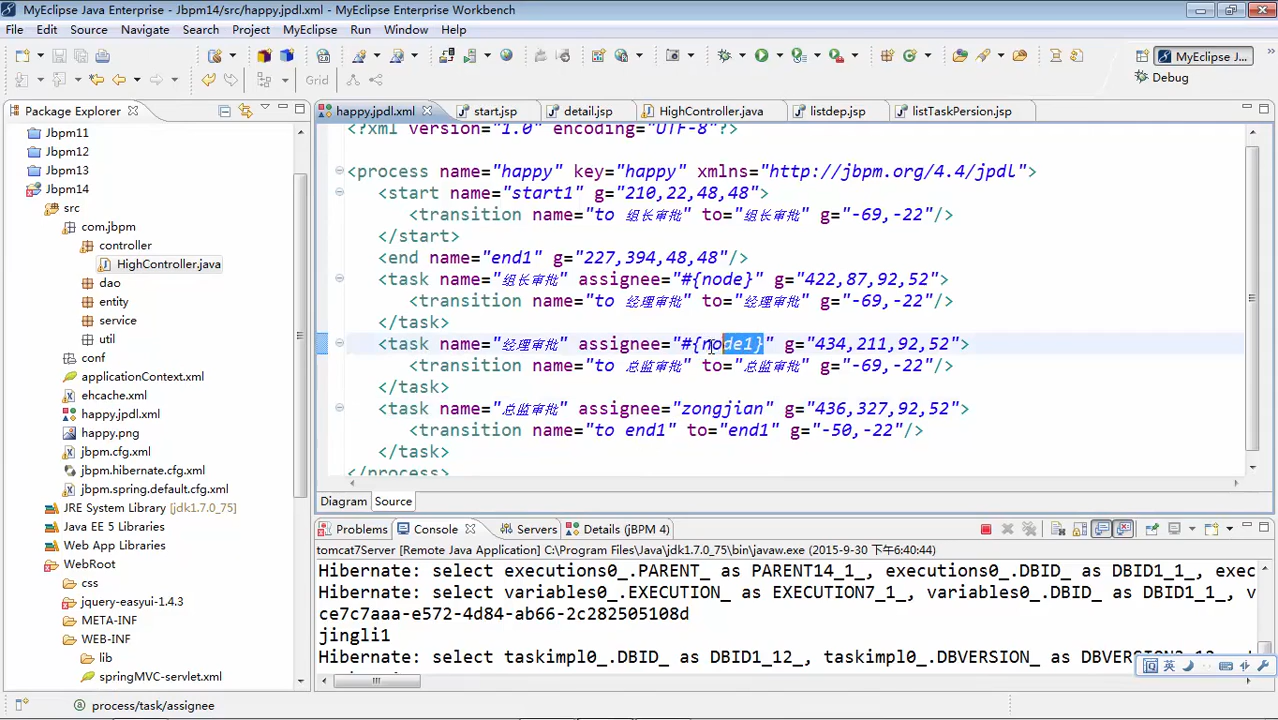 MyEclipse Java Enterprise - Jbpm14/src/happy.jpdl.xml - MyEclipse Enterprise Workbench
File Edit Source Navigate Search Project MyEclipse Run Window Help
Grid
MyEclipse J...
Debug
Package Explorer
Jbpm11
Jbpm12
Jbpm13
Jbpm14
src
com.jbpm
controller
HighController.java
dao
entity
service
util
conf
applicationContext.xml
ehcache.xml
happy.jpdl.xml
happy.png
jbpm.cfg.xml
jbpm.hibernate.cfg.xml
jbpm.spring.default.cfg.xml
JRE System Library [jdk1.7.0_75]
Java EE 5 Libraries
Web App Libraries
WebRoot
css
jquery-easyui-1.4.3
META-INF
WEB-INF
lib
springMVC-servlet.xml
happy.jpdl.xml start.jsp detail.jsp HighController.java listdep.jsp listTaskPersion.jsp
<?xml version="1.0" encoding="UTF-8"?>
<process name="happy" key="happy" xmlns="http://jbpm.org/4.4/jpdl">
<start name="start1" g="210,22,48,48">
<transition name="to 组长审批" to="组长审批" g="-69,-22"/>
</start>
<end name="end1" g="227,394,48,48"/>
<task name="组长审批" assignee="#{node}" g="422,87,92,52">
<transition name="to 经理审批" to="经理审批" g="-69,-22"/>
</task>
<task name="经理审批" assignee="#{node1}" g="434,211,92,52">
<transition name="to 总监审批" to="总监审批" g="-69,-22"/>
</task>
<task name="总监审批" assignee="zongjian" g="436,327,92,52">
<transition name="to end1" to="end1" g="-50,-22"/>
</task>
</process>
Diagram Source
Problems Console Servers Details (jBPM 4)
tomcat7Server [Remote Java Application] C:\Program Files\Java\jdk1.7.0_75\bin\javaw.exe (2015-9-30 下午6:40:44)
Hibernate: select executions0_.PARENT_ as PARENT14_1_, executions0_.DBID_ as DBID1_1_, exec
Hibernate: select variables0_.EXECUTION_ as EXECUTION7_1_, variables0_.DBID_ as DBID1_1_, v
ce7c7aaa-e572-4d84-ab66-2c282505108d
jingli1
Hibernate: select taskimpl0_.DBID_ as DBID1_12_, taskimpl0_.DBVERSION_ as DBVERSION2_12
英
process/task/assignee